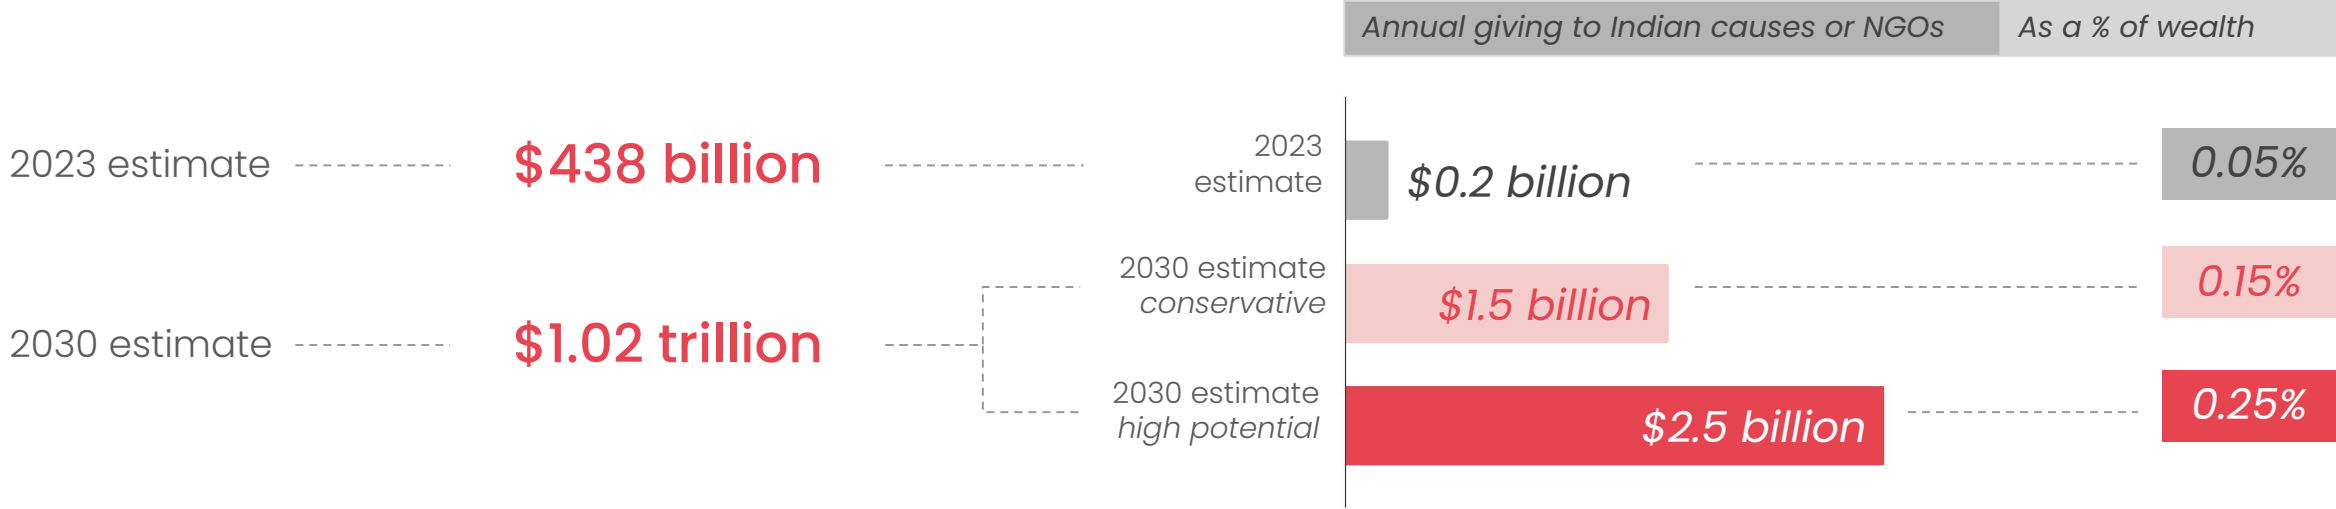 Annual giving to Indian causes or NGOs
As a % of wealth
2023 estimate
$438 billion
2023
estimate
$0.2 billion
0.05%
2030 estimate
$1.02 trillion
2030 estimate
conservative
$1.5 billion
0.15%
2030 estimate
high potential
$2.5 billion
0.25%